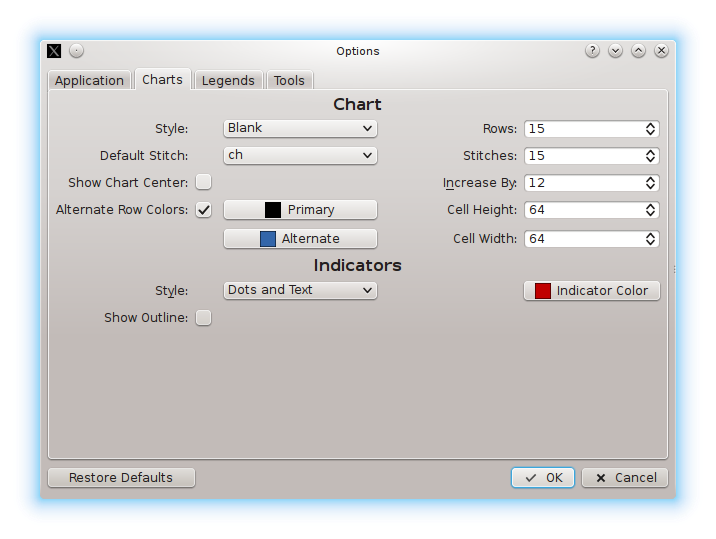 Options
Application Charts Legends Tools
Chart
Style: Blank Rows: 15
Default Stitch: ch Stitches: 15
Show Chart Center: Increase By: 12
Alternate Row Colors: Primary Cell Height: 64
Alternate Cell Width: 64
Indicators
Style: Dots and Text Indicator Color
Show Outline:
Restore Defaults OK Cancel